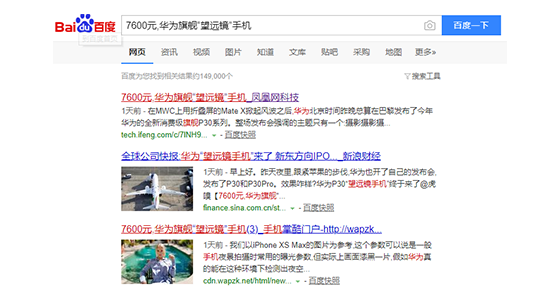 Bai du 百度
7600元,华为旗舰“望远镜”手机
百度一下
网页 资讯 视频 图片 知道 文库 贴吧 采购 地图 更多»
百度为您找到相关结果约149,000个
搜索工具
7600元,华为旗舰“望远镜”手机_凤凰网科技
1天前 - 在MWC上用折叠屏的Mate X掀起风波之后,华为北京时间昨晚总算在巴黎发布了今年
华为的全新消费级旗舰P30系列。整场发布会强调的主题只有一个:摄影摄影摄...
tech.ifeng.com/c/7lNH9... - 百度快照
全球公司快报:华为“望远镜手机”来了 新东方向IPO..._新浪财经
1天前 - 早上好。昨天夜里,跟紧苹果的步伐,华为也开了自己的发布会,
发布了P30和P30Pro。效果咋样?华为P30“望远镜手机”终于来了@虎
嗅【7600元,华为旗舰“...
finance.sina.com.cn/st... - 百度快照
7600元,华为旗舰“望远镜”手机(3)_手机掌酷门户-http://wapzk...
1天前 - 我们以iPhone XS Max的图片为参考,这个参数可以说是一般
手机夜景拍摄时常用的曝光参数,但实际上画面漆黑一片,假如华为真
的能在这种环境下检测出夜空...
cdn.wapzk.net/html/new... - 百度快照